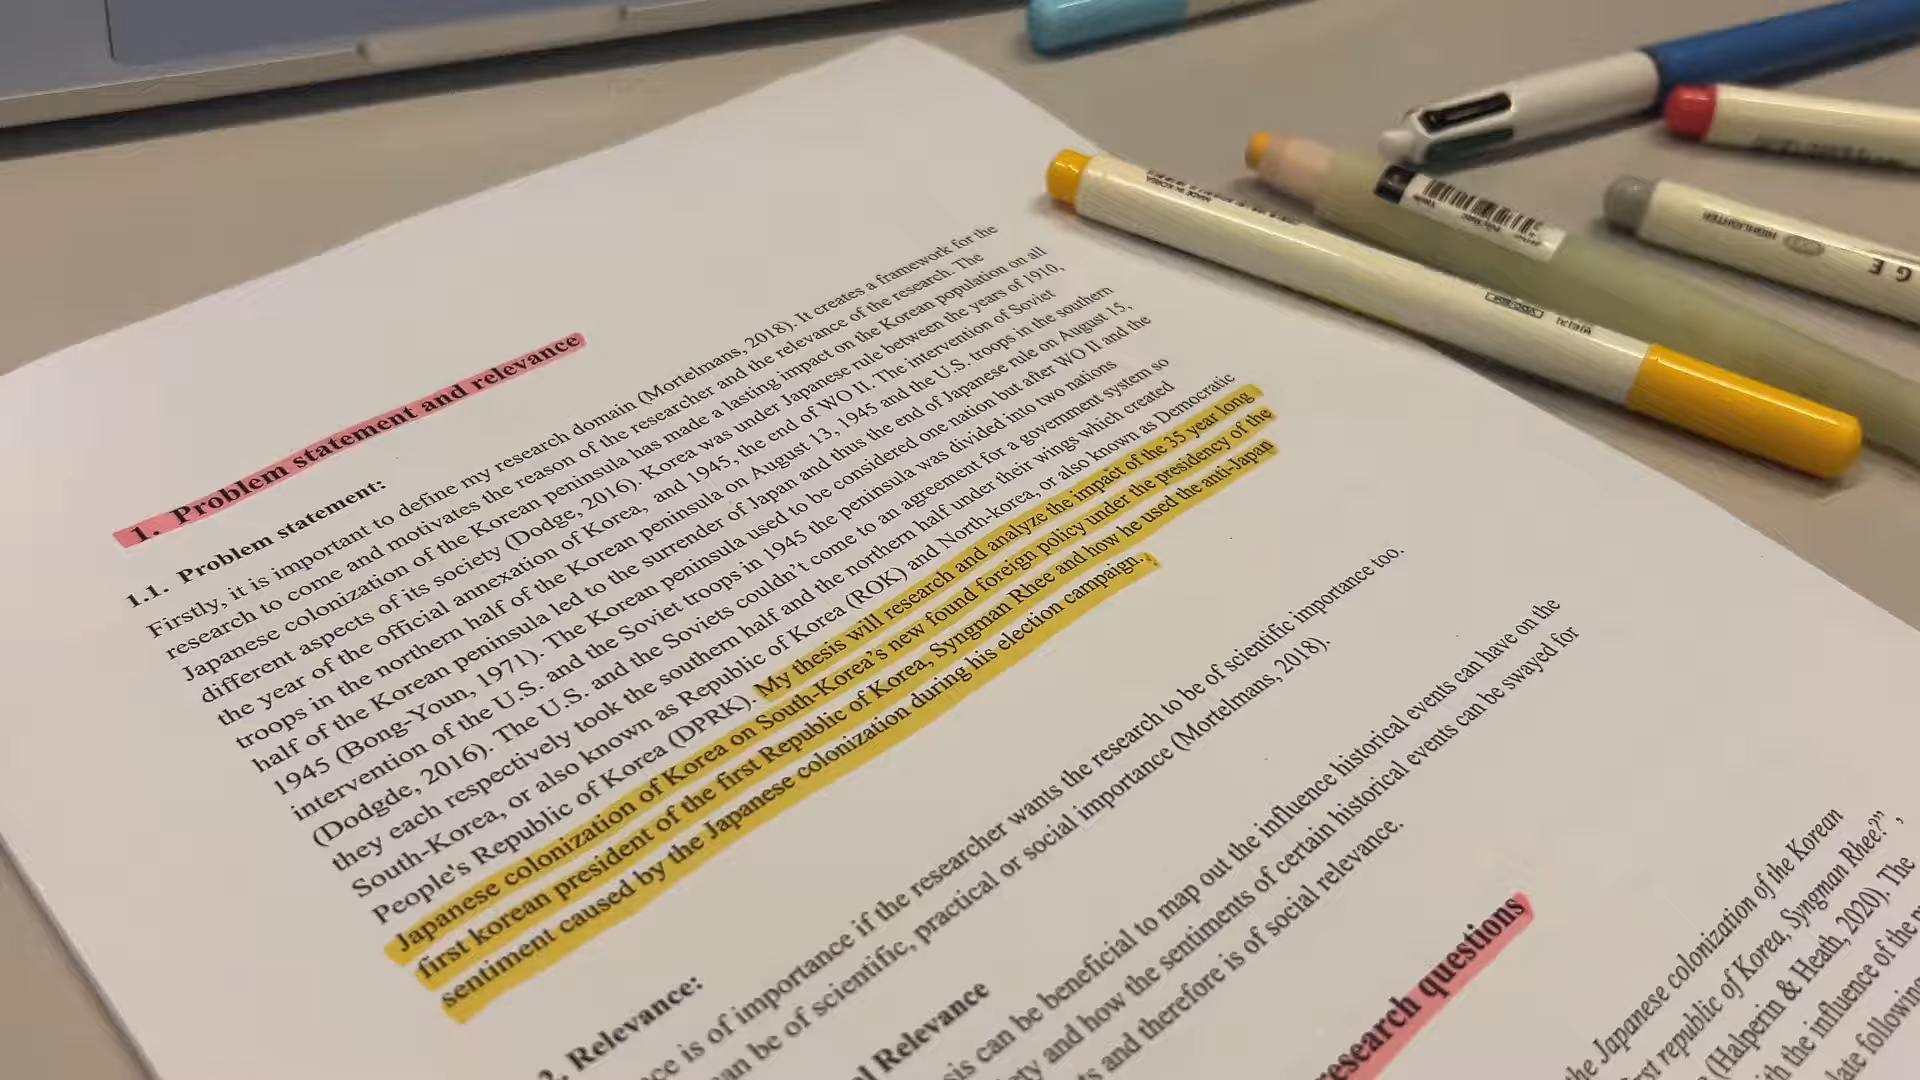 1. Problem statement and relevance
1.1. Problem statement:
Firstly, it is important to define my research domain (Mortelmans, 2018). It creates a framework for the
research to come and motivates the reason of the researcher and the relevance of the research. The
Japanese colonization of the Korean peninsula has made a lasting impact on the Korean population on all
different aspects of its society (Dodge, 2016). Korea was under Japanese rule between the years of 1910,
the year of the official annexation of Korea, and 1945, the end of WO II. The intervention of Soviet
troops in the northern half of the Korean peninsula on August 13, 1945 and the U.S. troops in the southern
half of the Korean peninsula led to the surrender of Japan and thus the end of Japanese rule on August 15,
1945 (Bong-Youn, 1971). The Korean peninsula used to be considered one nation but after WO II and the
intervention of the U.S. and the Soviet troops in 1945 the peninsula was divided into two nations
(Dodgde, 2016). The U.S. and the Soviets couldn't come to an agreement for a government system so
they each respectively took the southern half and the northern half under their wings which created
South-Korea, or also known as Republic of Korea (ROK) and North-korea, or also known as Democratic
People's Republic of Korea (DPRK). My thesis will research and analyze the impact of the 35 year long
Japanese colonization of Korea on South-Korea's new found foreign policy under the presidency of the
first korean president of the first Republic of Korea, Syngman Rhee and how he used the anti-Japan
sentiment caused by the Japanese colonization during his election campaign.
2. Relevance:
ce is of importance if the researcher wants the research to be of scientific importance too.
an be of scientific, practical or social importance (Mortelmans, 2018).
l Relevance
sis can be beneficial to map out the influence historical events can have on the
ety and how the sentiments of certain historical events can be swayed for
ts and therefore is of social relevance.
research questions
the Japanese colonization of the Korean
rst republic of Korea, Syngman Rhee?",
(Halperin & Heath, 2020). The
th the influence of the
late following
MADE IN KOREA
HIGHLIGHTER
G E